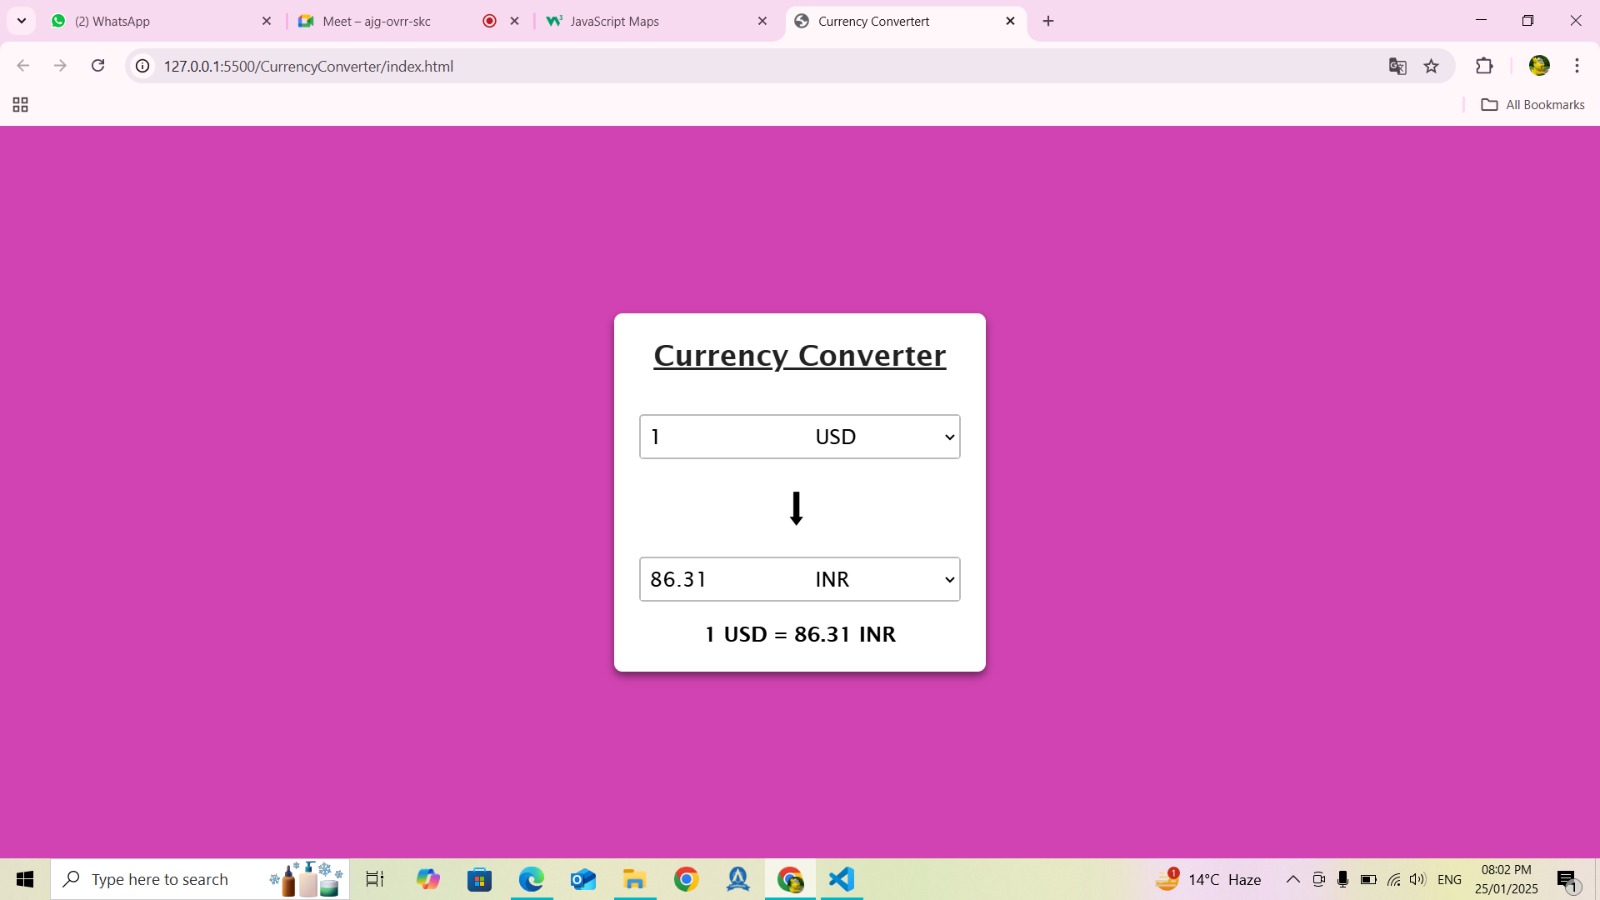 (2) WhatsApp
Meet – ajg-ovrr-skc
JavaScript Maps
Currency Convertert
127.0.0.1:5500/CurrencyConverter/index.html
All Bookmarks
Currency Converter
1 USD
86.31 INR
1 USD = 86.31 INR
Type here to search
1
14°C Haze
ENG
08:02 PM
25/01/2025
1